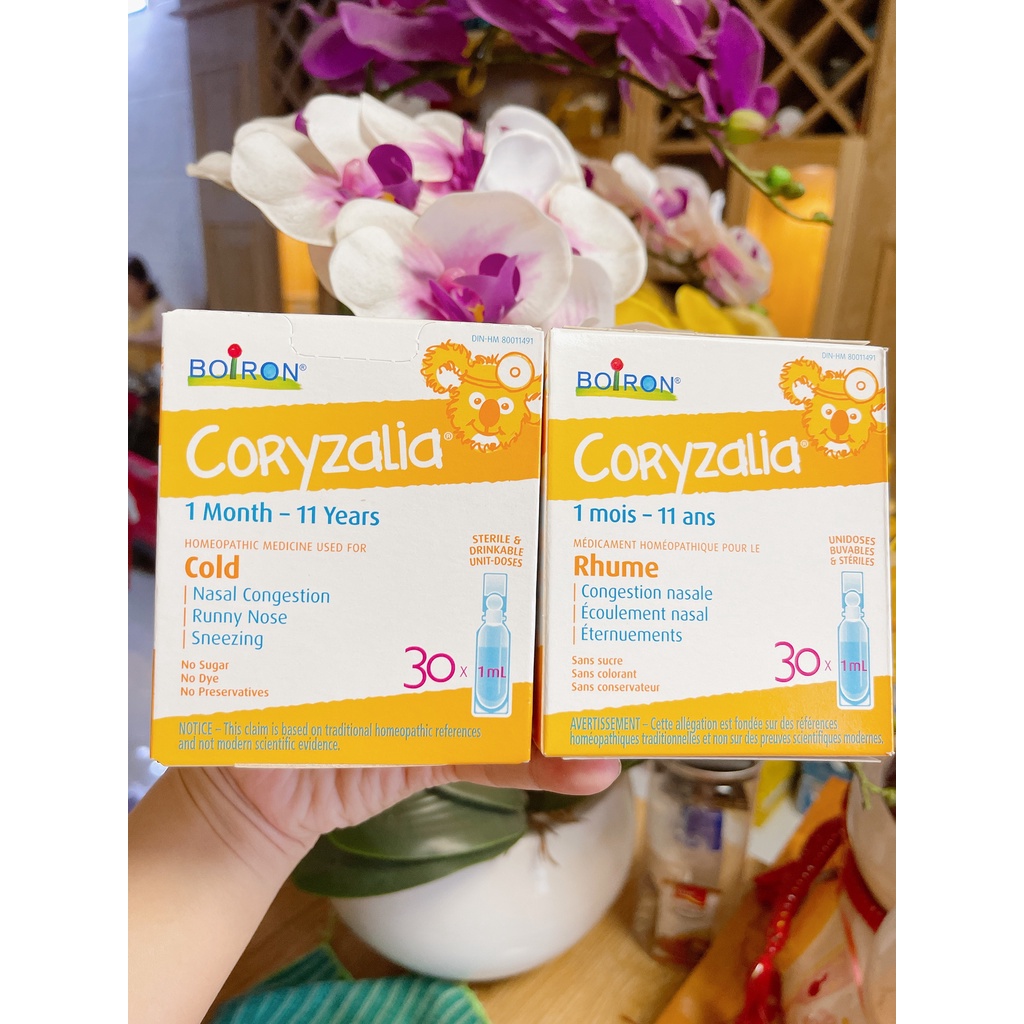 DIN-HM 80011491
BOIRON®
CORYZALIA®
1 Month – 11 Years
HOMEOPATHIC MEDICINE USED FOR
Cold
Nasal Congestion
Runny Nose
Sneezing
STERILE &
DRINKABLE
UNIT-DOSES
No Sugar
No Dye
No Preservatives
30 x 1 mL
NOTICE – This claim is based on traditional homeopathic references
and not modern scientific evidence.
DIN-HM 80011491
BOIRON®
CORYZALIA®
1 mois – 11 ans
MÉDICAMENT HOMÉOPATHIQUE POUR LE
Rhume
Congestion nasale
Écoulement nasal
Éternuements
UNIDOSES
BUVABLES
& STÉRILES
Sans sucre
Sans colorant
Sans conservateur
30 x 1 mL
AVERTISSEMENT – Cette allégation est fondée sur des références
homéopathiques traditionnelles et non sur des preuves scientifiques modernes.